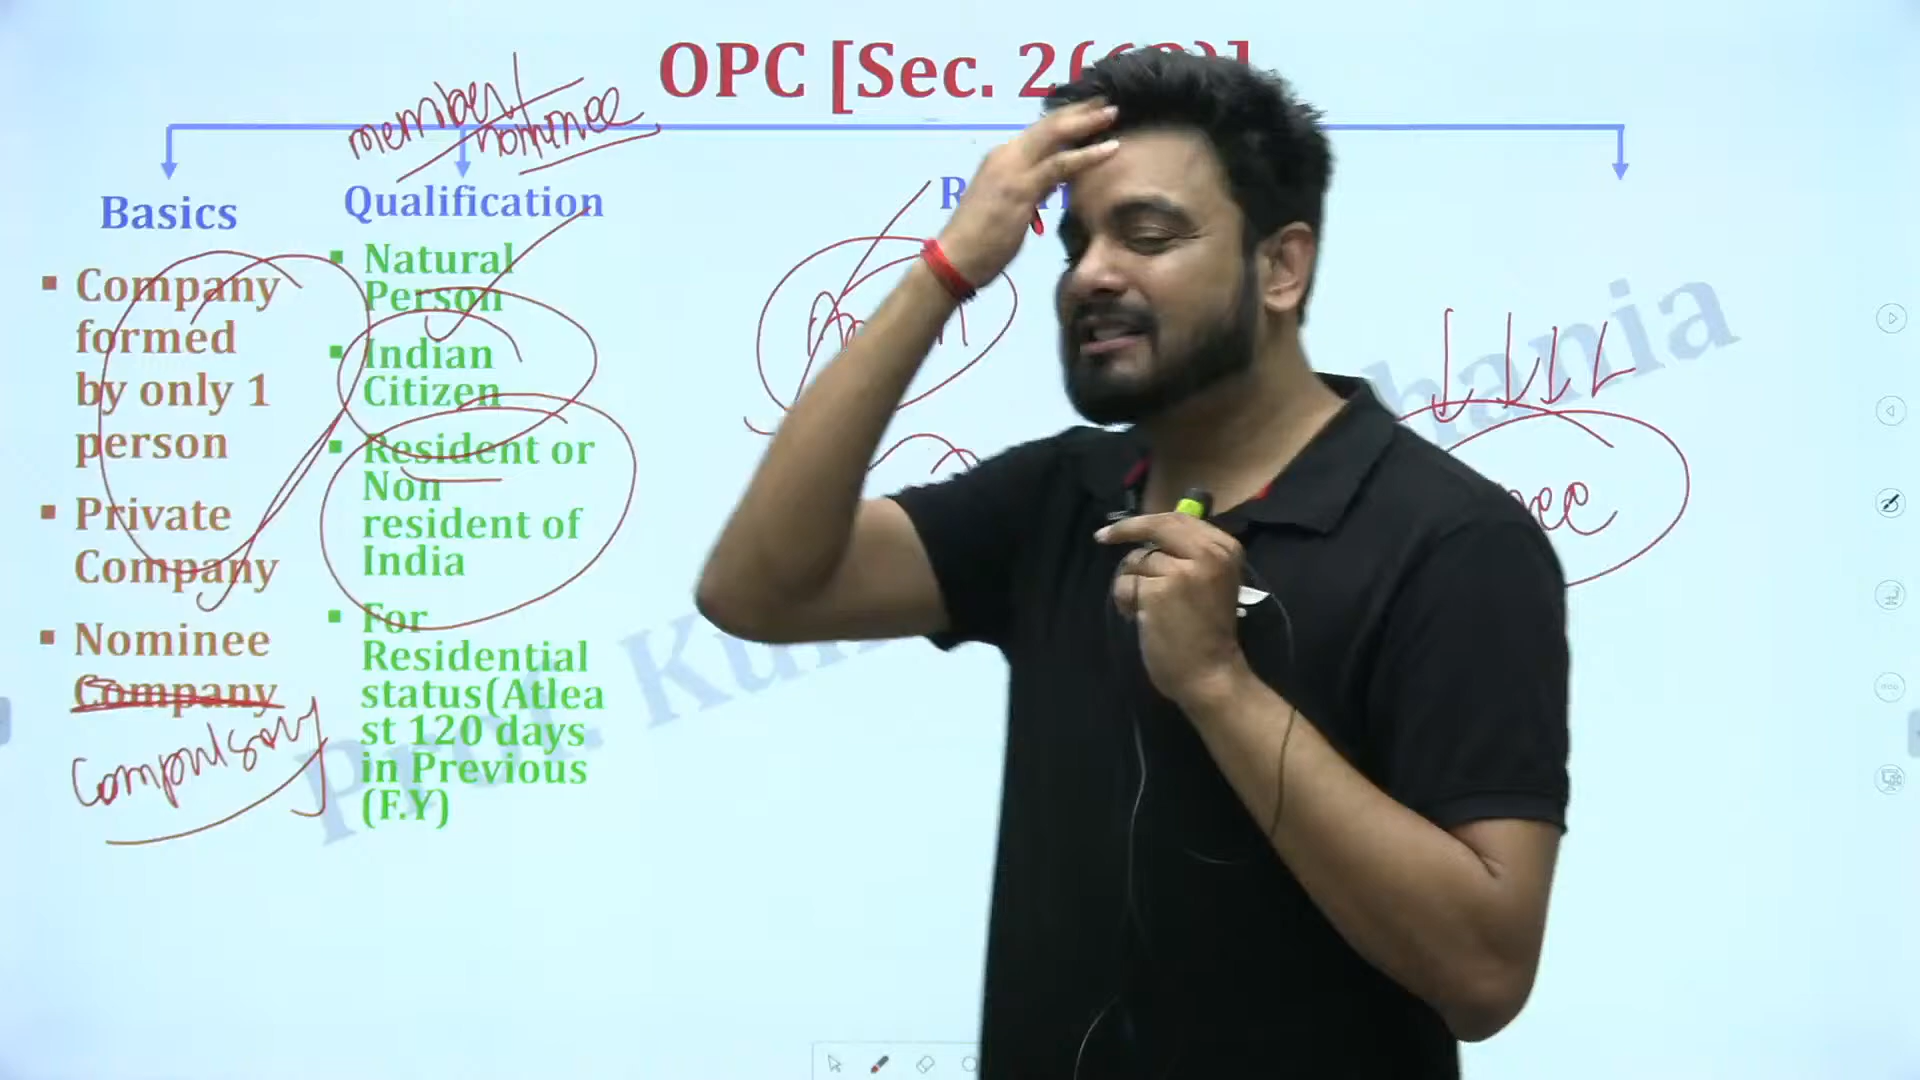 OPC [Sec. 2(
member/
nominee
Basics
Company
formed
by only 1
person
Private
Company
Nominee
Company
Compulsory
Qualification
Natural
Person
Indian
Citizen
Resident or
Non
resident of
India
For
Residential
status(Atlea
st 120 days
in Previous
(F.Y)
Prof.